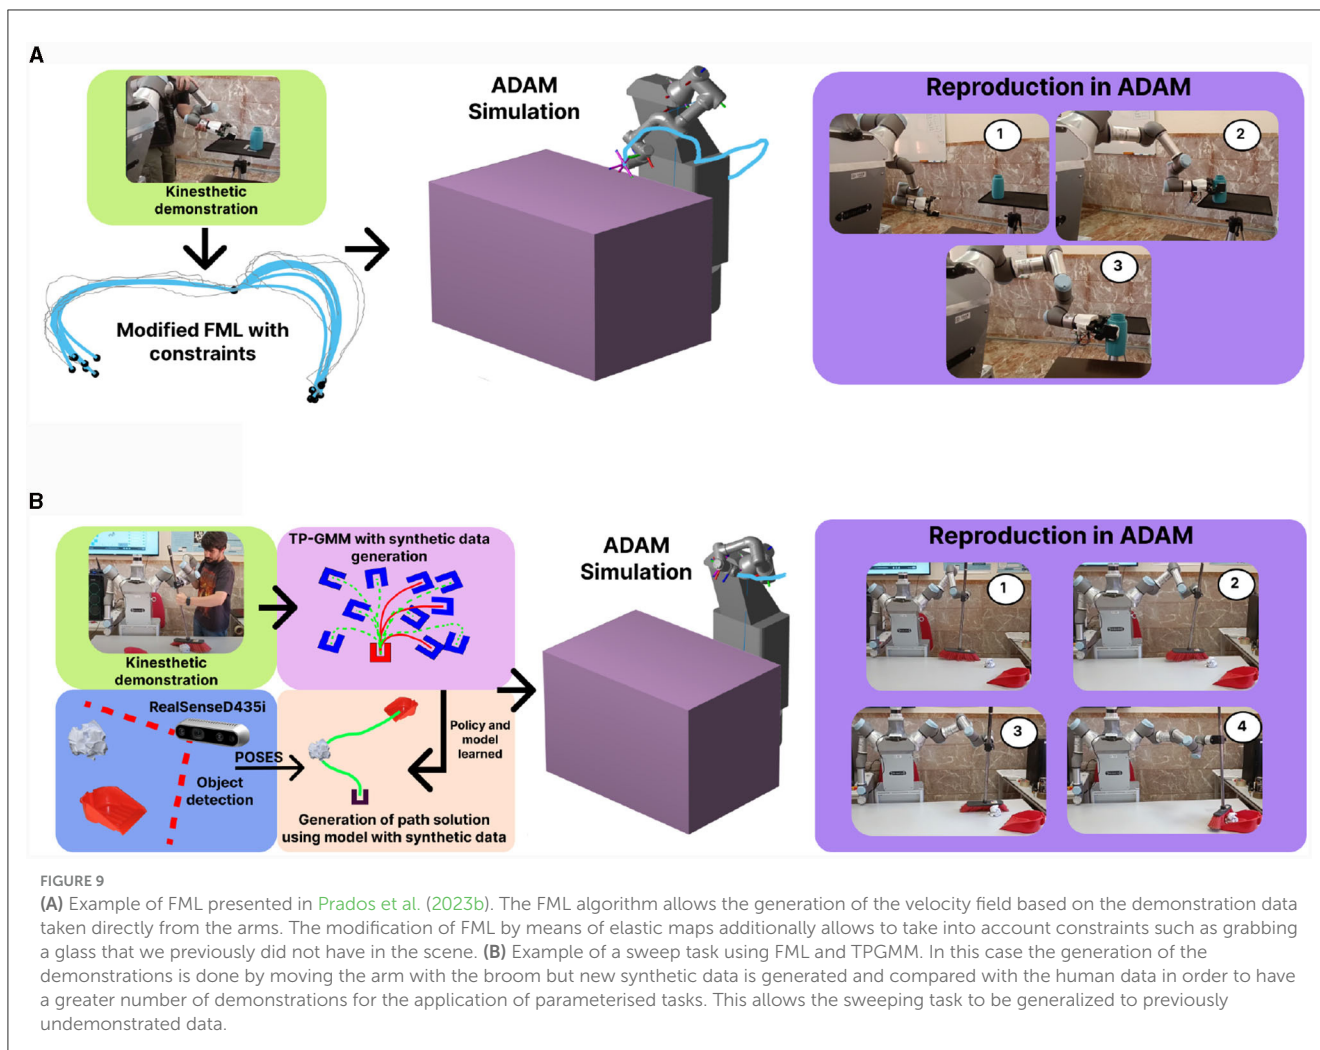 A
Kinesthetic
demonstration
Modified FML with
constraints
ADAM
Simulation
Reproduction in ADAM
1
2
3
B
Kinesthetic
demonstration
TP-GMM with synthetic data
generation
RealSenseD435i
POSES
Object
detection
Policy and
model
learned
Generation of path solution
using model with synthetic data
ADAM
Simulation
Reproduction in ADAM
1
2
3
4
FIGURE 9
(A) Example of FML presented in Prados et al. (2023b). The FML algorithm allows the generation of the velocity field based on the demonstration data
taken directly from the arms. The modification of FML by means of elastic maps additionally allows to take into account constraints such as grabbing
a glass that we previously did not have in the scene. (B) Example of a sweep task using FML and TPGMM. In this case the generation of the
demonstrations is done by moving the arm with the broom but new synthetic data is generated and compared with the human data in order to have
a greater number of demonstrations for the application of parameterised tasks. This allows the sweeping task to be generalized to previously
undemonstrated data.